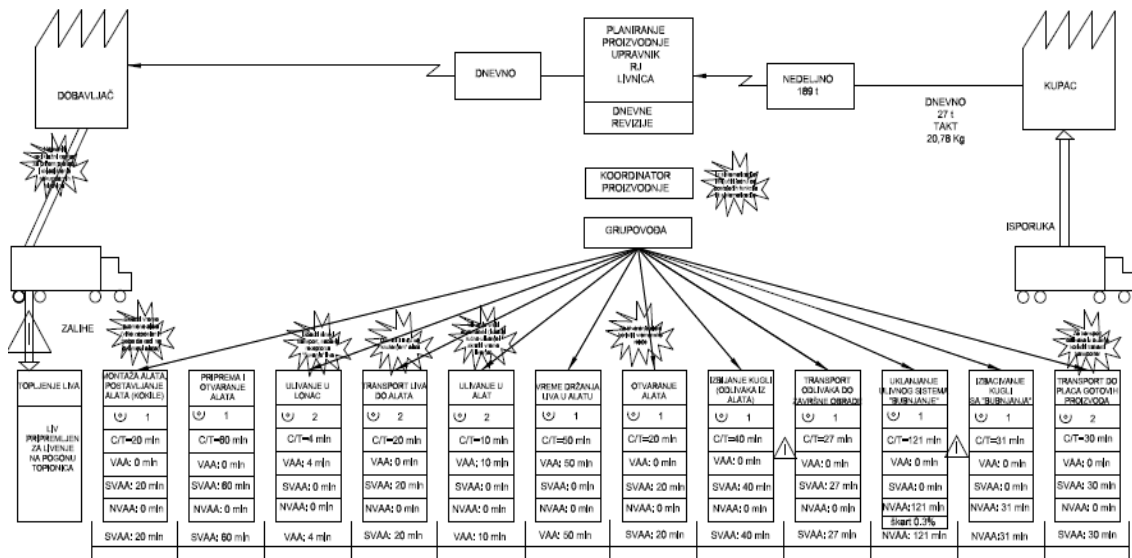 PLANIRANJE
PROIZVODNJE
UPRAVNIK
RJ
LIVNICA
DNEVNE
REVIZIJE
DNEVNO
NEDELJNO
189 t
DOBAVLJAČ
KUPAC
DNEVNO
27 t
TAKT
20,78 Kg
KOORDINATOR
PROIZVODNJE
GRUPOVOĐA
ISPORUKA
ZALIHE
TOPLJENJE LIVA
LIV
PRIPREMLJEN
ZA LIVENJE
NA POGONU
TOPIONICA
MONTAŽA ALATA,
POSTAVLJANJE
ALATA (KOKILE)
1
C/T=20 min
VAA: 0 min
SVAA: 20 min
NVAA: 0 min
SVAA: 20 min
PRIPREMA I
OTVARANJE
ALATA
1
C/T=60 min
VAA: 0 min
SVAA: 60 min
NVAA: 0 min
SVAA: 60 min
ULIVANJE U
LONAC
2
C/T=4 min
VAA: 4 min
SVAA: 0 min
NVAA: 0 min
VAA: 4 min
TRANSPORT LIVA
DO ALATA
2
C/T=20 min
VAA: 0 min
SVAA: 20 min
NVAA: 0 min
SVAA: 20 min
ULIVANJE U
ALAT
2
C/T=10 min
VAA; 10 min
SVAA: 0 min
NVAA: 0 min
VAA: 10 min
VREME DRŽANJA
LIVA U ALATU
1
C/T=50 min
VAA: 50 min
SVAA: 0 min
NVAA: 0 min
VAA: 50 min
OTVARANJE
ALATA
1
C/T=20 min
VAA: 0 min
SVAA: 20 min
NVAA: 0 min
SVAA: 20 min
IZBIJANJE KUGLI
(ODLIVAKA IZ
ALATA)
1
C/T=40 min
VAA: 0 min
SVAA: 40 min
NVAA: 0 min
SVAA: 40 min
TRANSPORT
ODLIVAKA DO
ZAVRŠNE OBRADE
1
C/T=27 min
VAA: 0 min
SVAA: 27 min
NVAA: 0 min
SVAA: 27 min
UKLANJANJE
ULIVNOG SISTEMA
"BUBNJANJE"
1
C/T=121 min
VAA: 0 min
SVAA: 0 min
NVAA:121 min
škart 0.3%
NVAA: 121 min
IZBACIVANJE
KUGLI
SA "BUBNJANJA"
1
C/T=31 min
VAA: 0 min
SVAA: 0 min
NVAA: 31 min
NVAA:31 min
TRANSPORT DO
PLACA GOTOVIH
PROIZVODA
2
C/T=30 min
VAA: 0 min
SVAA: 30 min
NVAA: 0 min
SVAA: 30 min